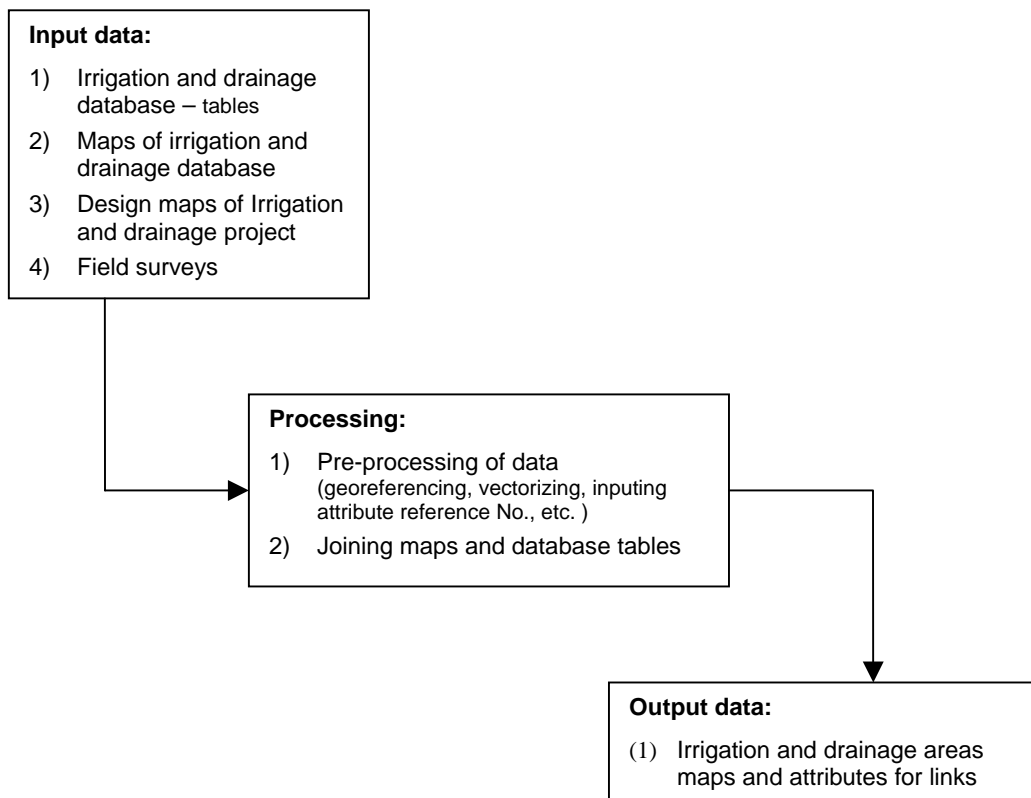 Input data:
1) Irrigation and drainage
database – tables
2) Maps of irrigation and
drainage database
3) Design maps of Irrigation
and drainage project
4) Field surveys
Processing:
1) Pre-processing of data
(georeferencing, vectorizing, inputing
attribute reference No., etc. )
2) Joining maps and database tables
Output data:
(1) Irrigation and drainage areas
maps and attributes for links